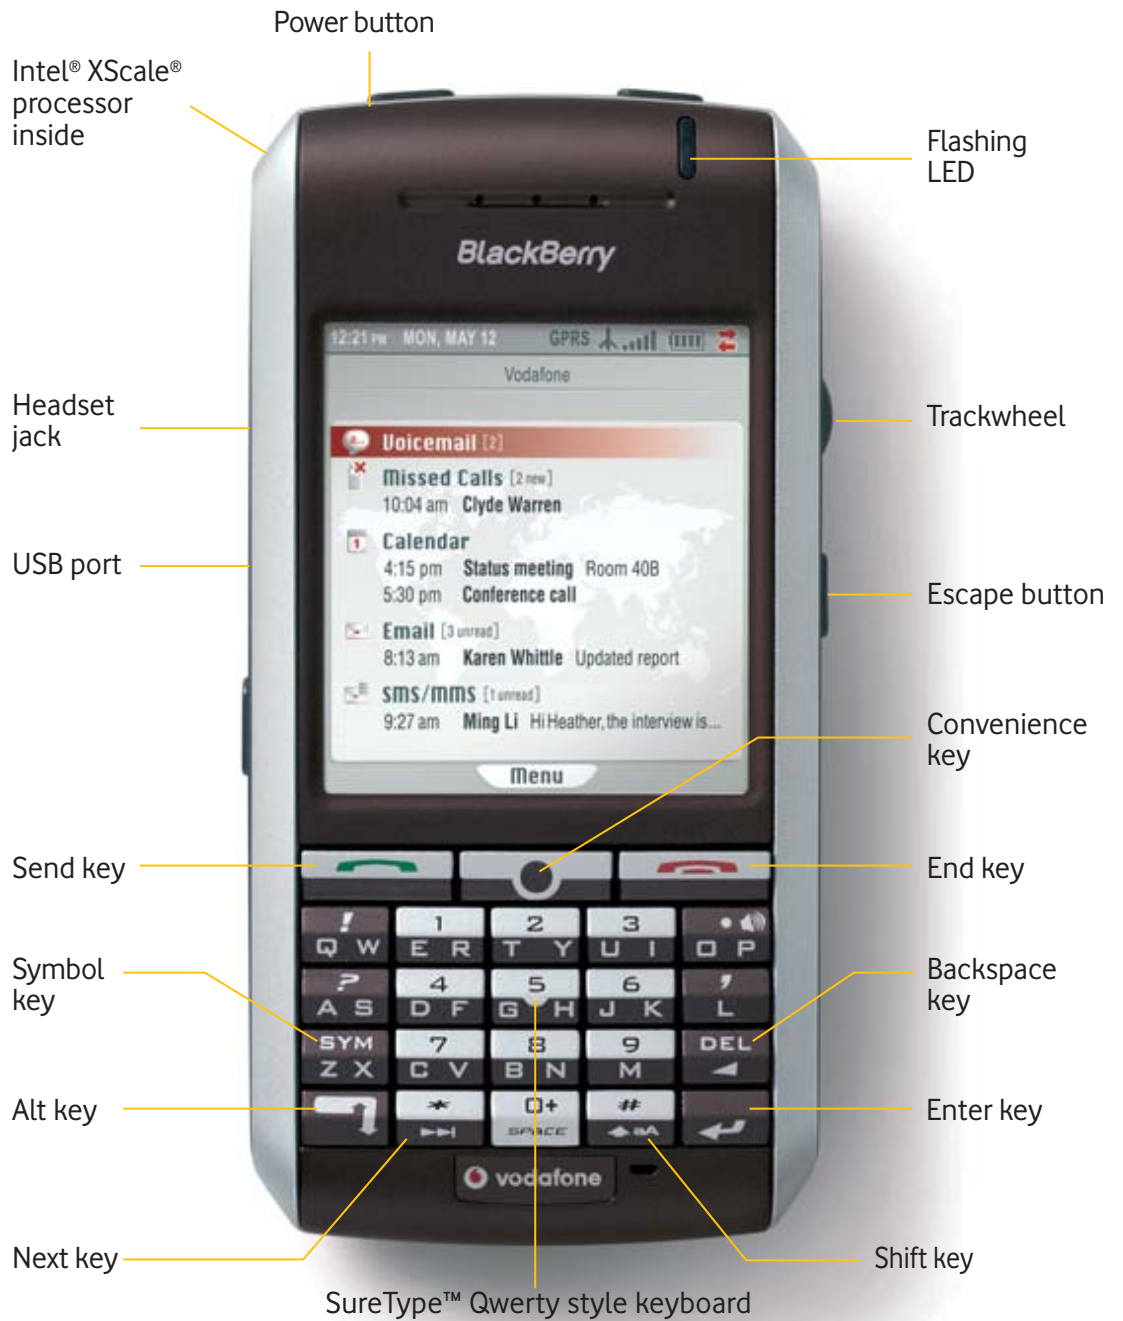 Power button
Intel® XScale®
processor
inside
Flashing
LED
BlackBerry
12:21 PM MON, MAY 12 GPRS
Vodafone
Headset
jack
Trackwheel
Voicemail [2]
Missed Calls [2 new]
10:04 am Clyde Warren
Calendar
1
4:15 pm Status meeting Room 40B
5:30 pm Conference call
USB port
Escape button
Email [3 unread]
8:13 am Karen Whittle Updated report
sms/mms [1 unread]
9:27 am Ming Li Hi Heather, the interview is...
Menu
Convenience
key
Send key
End key
! 1 2 3 .
Q W E R T Y U I O P
Symbol
key
Backspace
key
? 4 5 6 ,
A S D F G H J K L
SYM 7 8 9 DEL
Z X C V B N M
Alt key
Enter key
* 0+ #
SPACE aA
vodafone
Next key
Shift key
SureType™ Qwerty style keyboard